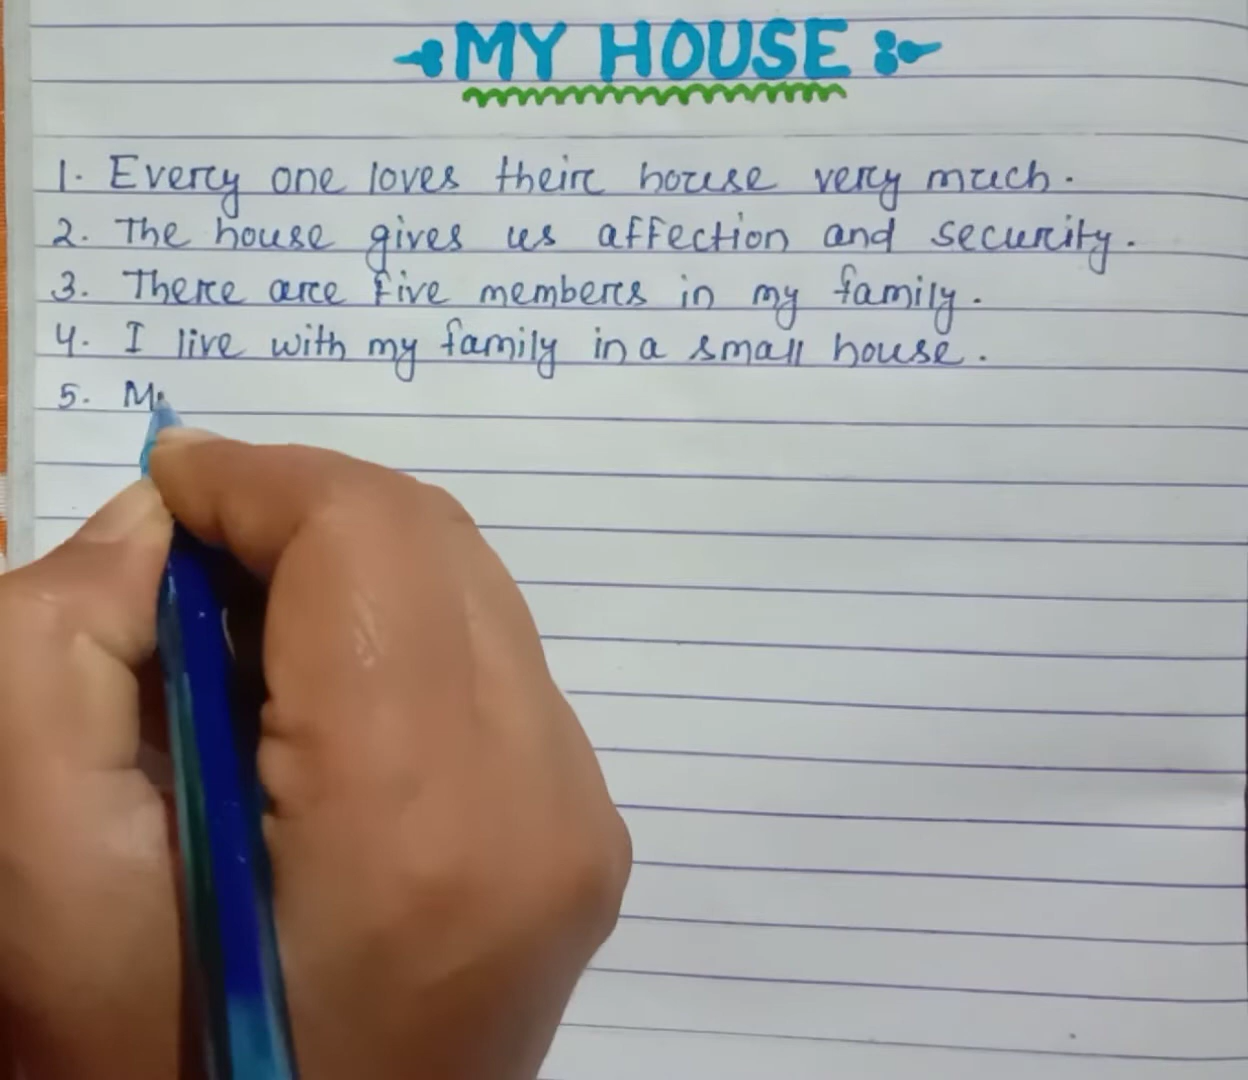 MY HOUSE
1. Every one loves their house very much.
2. The house gives us affection and security.
3. There are five members in my family.
4. I live with my family in a small house.
5. M